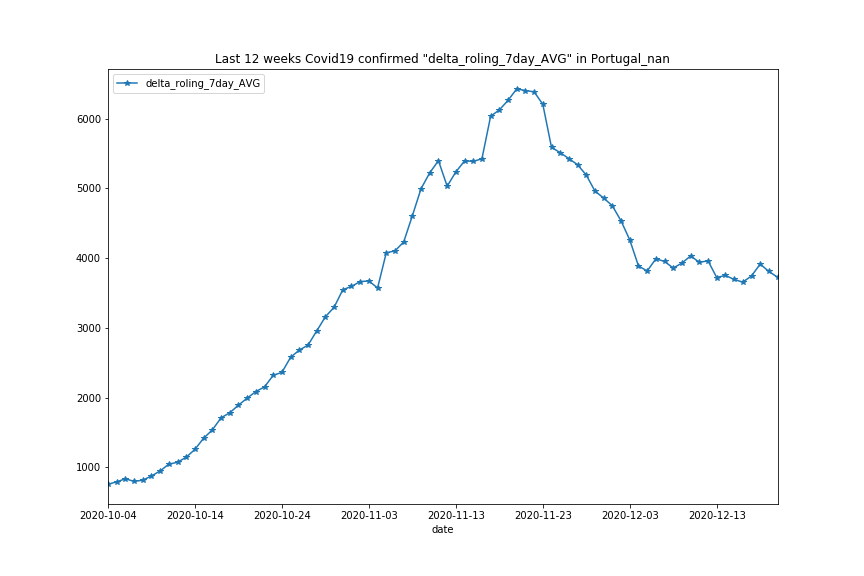 Last 12 weeks Covid19 confirmed "delta_roling_7day_AVG" in Portugal_nan
delta_roling_7day_AVG
6000
5000
4000
3000
2000
1000
2020-10-04 2020-10-14 2020-10-24 2020-11-03 2020-11-13 2020-11-23 2020-12-03 2020-12-13
date